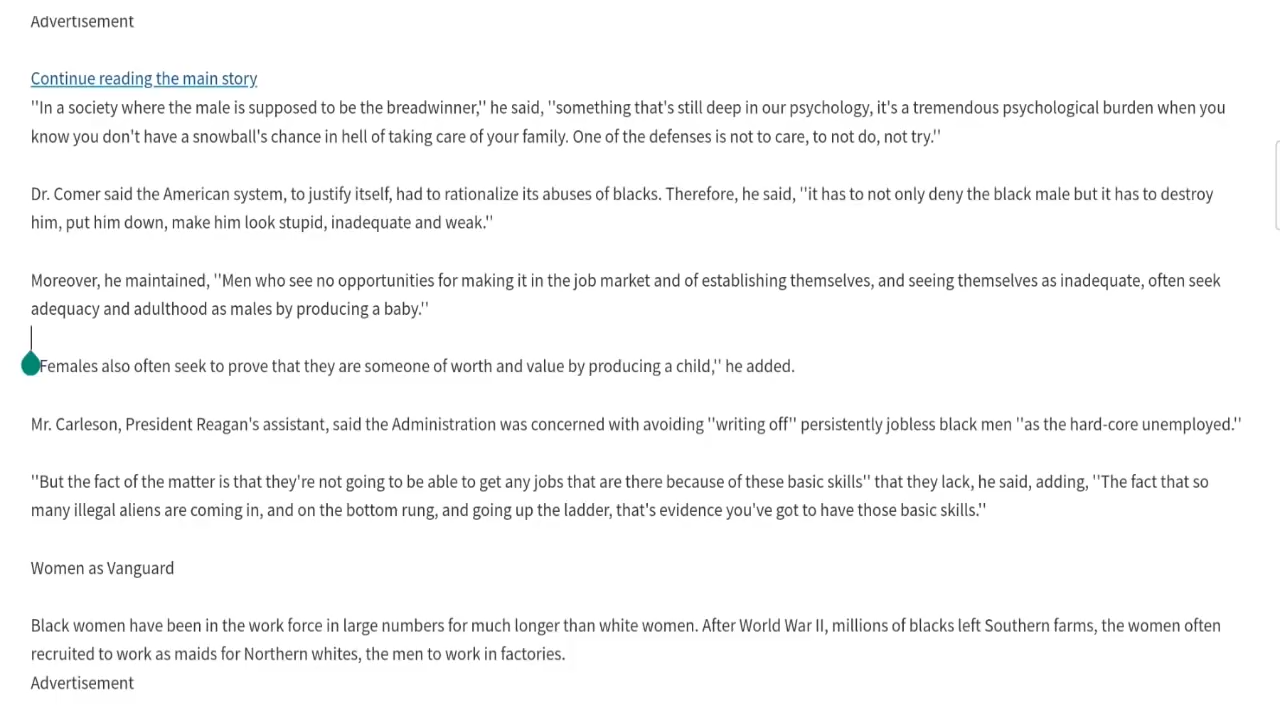 Advertisement
Continue reading the main story
''In a society where the male is supposed to be the breadwinner,'' he said, ''something that's still deep in our psychology, it's a tremendous psychological burden when you
know you don't have a snowball's chance in hell of taking care of your family. One of the defenses is not to care, to not do, not try.''
Dr. Comer said the American system, to justify itself, had to rationalize its abuses of blacks. Therefore, he said, ''it has to not only deny the black male but it has to destroy
him, put him down, make him look stupid, inadequate and weak.''
Moreover, he maintained, ''Men who see no opportunities for making it in the job market and of establishing themselves, and seeing themselves as inadequate, often seek
adequacy and adulthood as males by producing a baby.''
Females also often seek to prove that they are someone of worth and value by producing a child,'' he added.
Mr. Carleson, President Reagan's assistant, said the Administration was concerned with avoiding ''writing off'' persistently jobless black men ''as the hard-core unemployed.''
''But the fact of the matter is that they're not going to be able to get any jobs that are there because of these basic skills'' that they lack, he said, adding, ''The fact that so
many illegal aliens are coming in, and on the bottom rung, and going up the ladder, that's evidence you've got to have those basic skills.''
Women as Vanguard
Black women have been in the work force in large numbers for much longer than white women. After World War II, millions of blacks left Southern farms, the women often
recruited to work as maids for Northern whites, the men to work in factories.
Advertisement